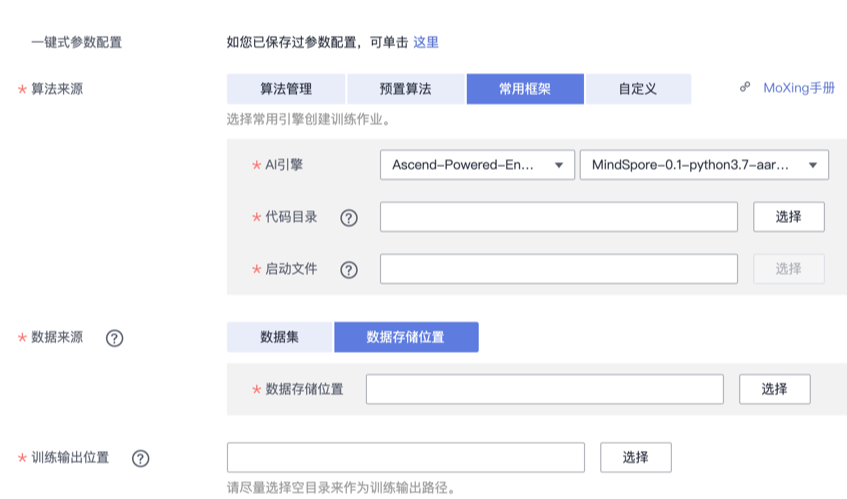 一键式参数配置 如您已保存过参数配置，可单击 这里
* 算法来源 算法管理 预置算法 常用框架 自定义 MoXing手册
选择常用引擎创建训练作业。
* AI引擎 Ascend-Powered-En... MindSpore-0.1-python3.7-aar...
* 代码目录 ? 选择
* 启动文件 ? 选择
* 数据来源 ? 数据集 数据存储位置
* 数据存储位置 选择
* 训练输出位置 ? 选择
请尽量选择空目录来作为训练输出路径。